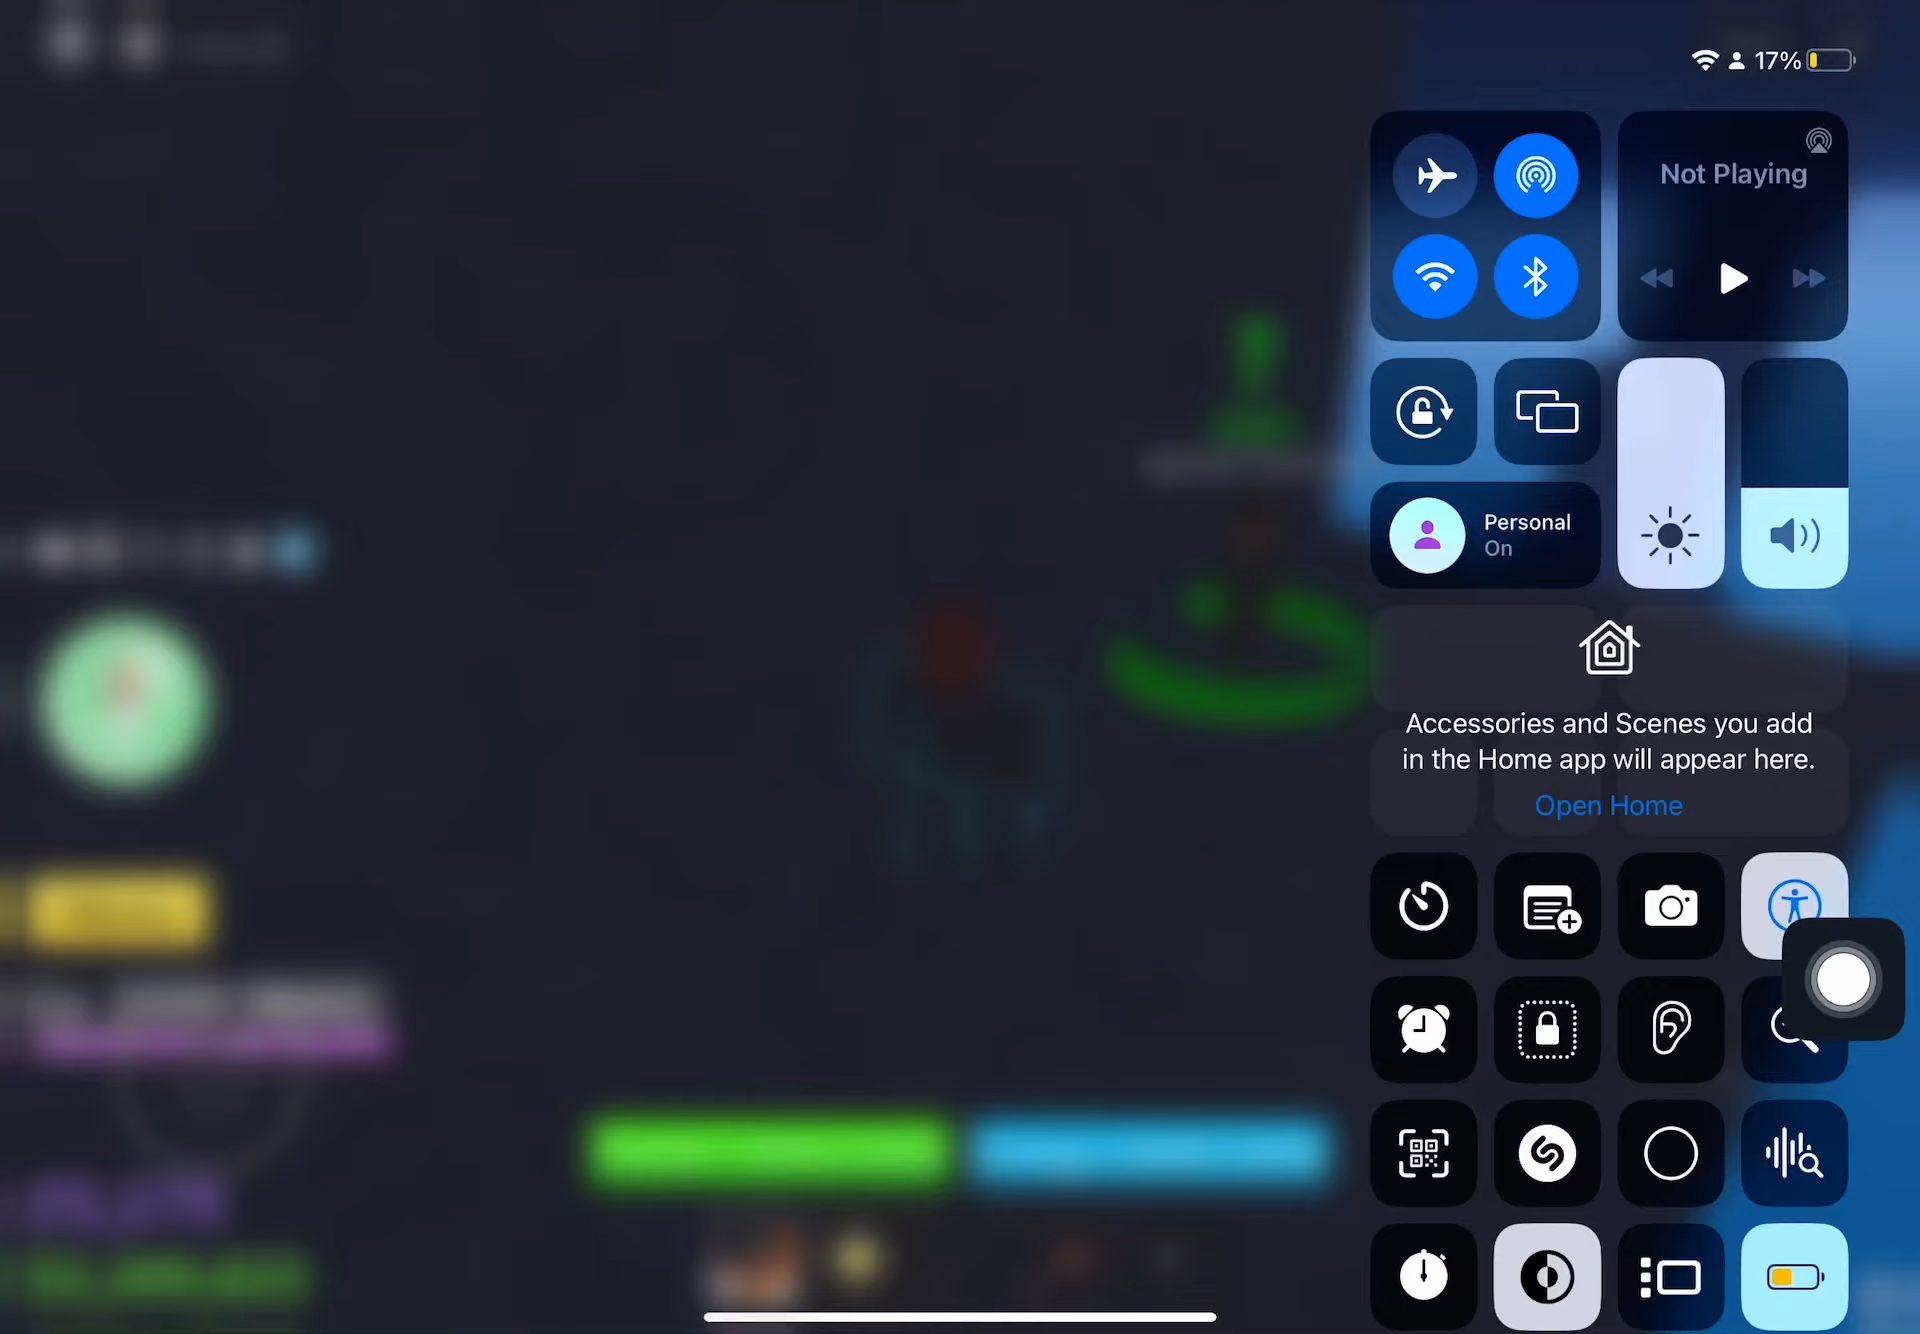 17%
Not Playing
Personal
On
Accessories and Scenes you add
in the Home app will appear here.
Open Home